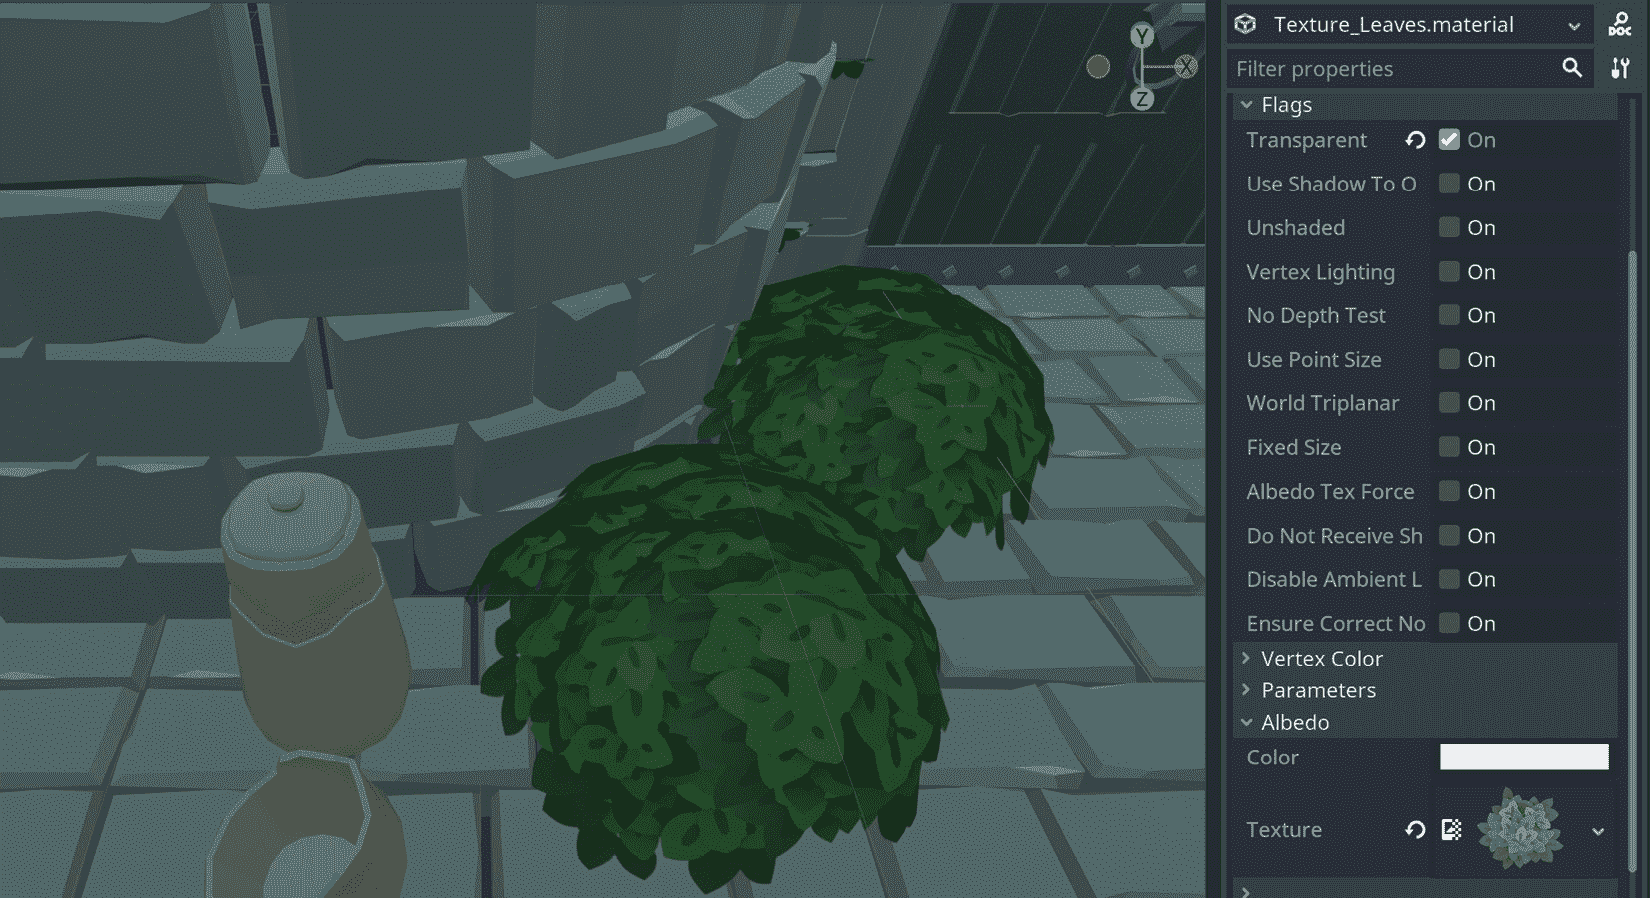 Texture_Leaves.material
DOC
Filter properties
Flags
Transparent On
Use Shadow To O On
Unshaded On
Vertex Lighting On
No Depth Test On
Use Point Size On
World Triplanar On
Fixed Size On
Albedo Tex Force On
Do Not Receive Sh On
Disable Ambient L On
Ensure Correct No On
Vertex Color
Parameters
Albedo
Color
Texture
Y
X
Z